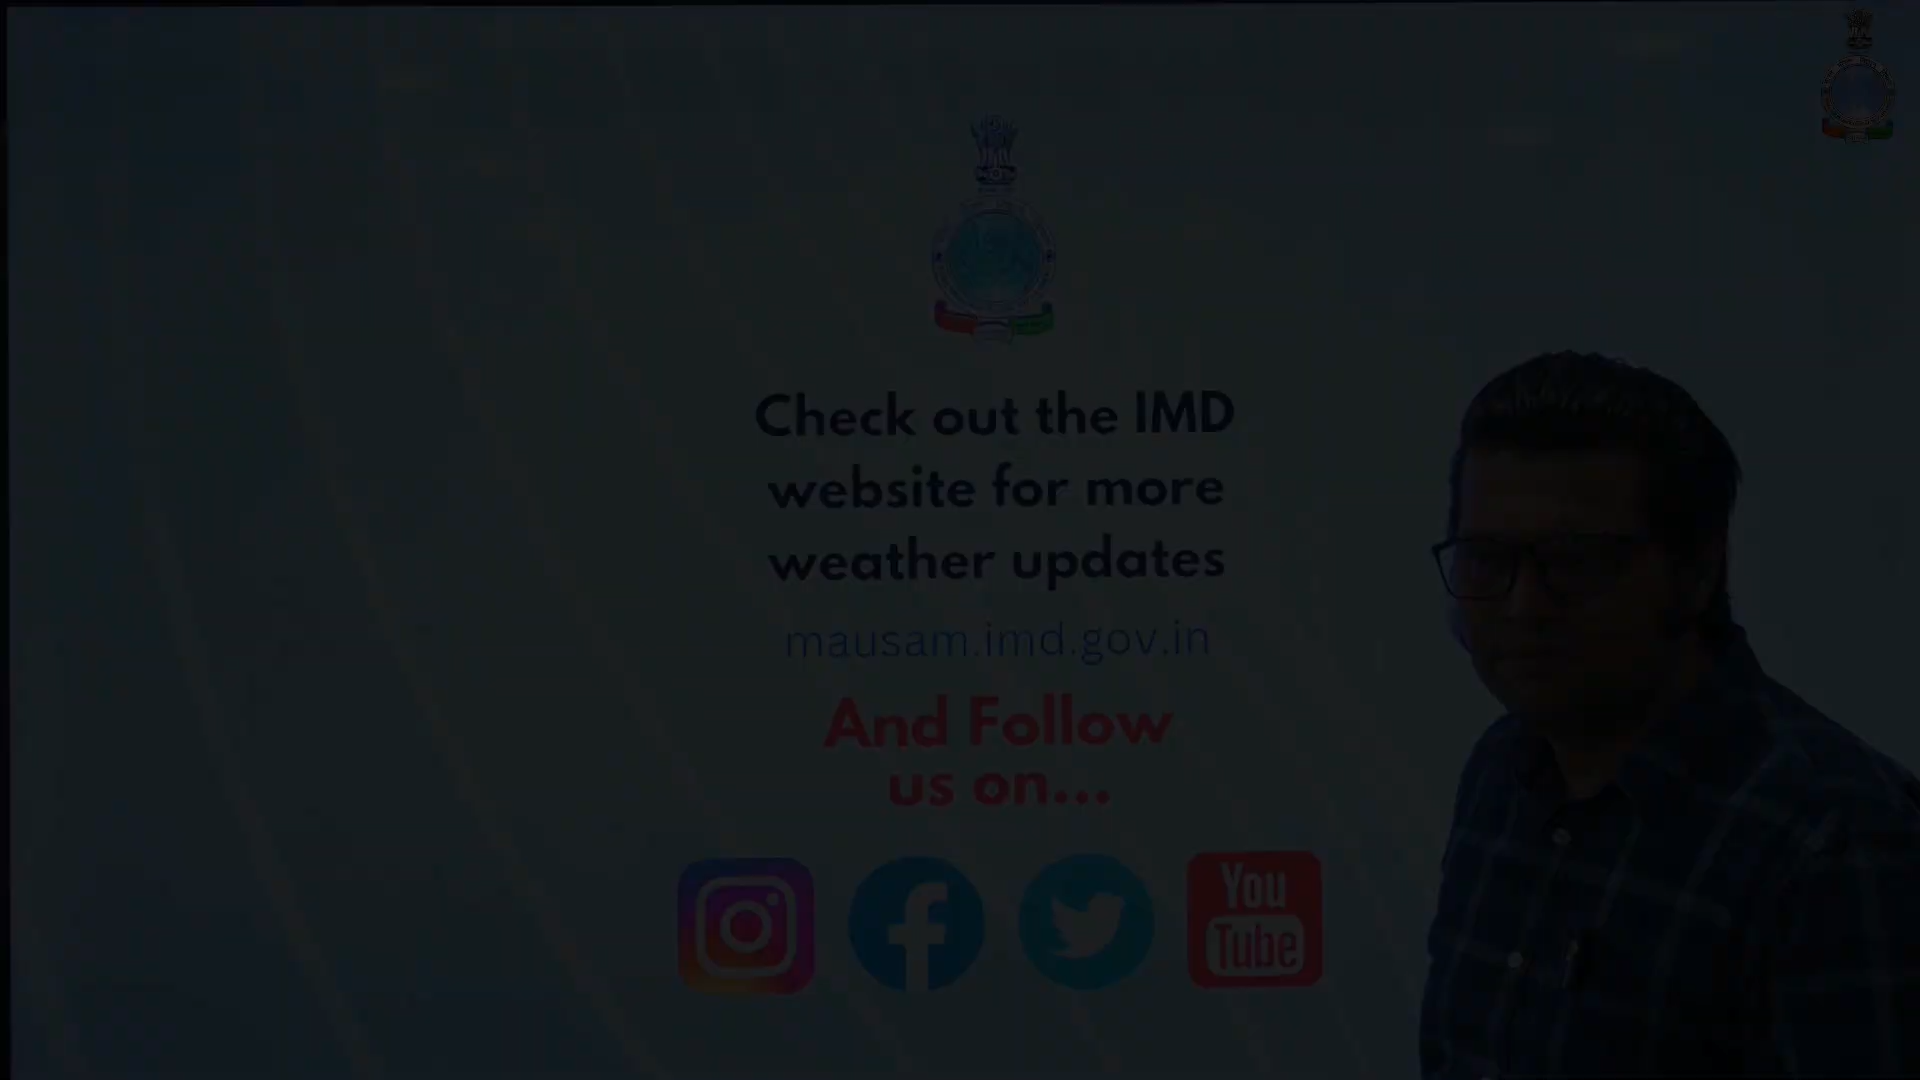 Check out the IMD
website for more
weather updates
mausam.imd.gov.in
And Follow
us on...
You
Tube